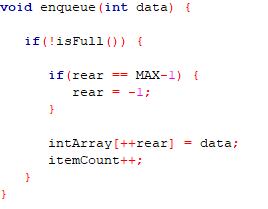 void enqueue(int data) {
if(!isFull()) {
if(rear == MAX-1) {
rear = -1;
}
intArray[++rear] = data;
itemCount++;
}
}